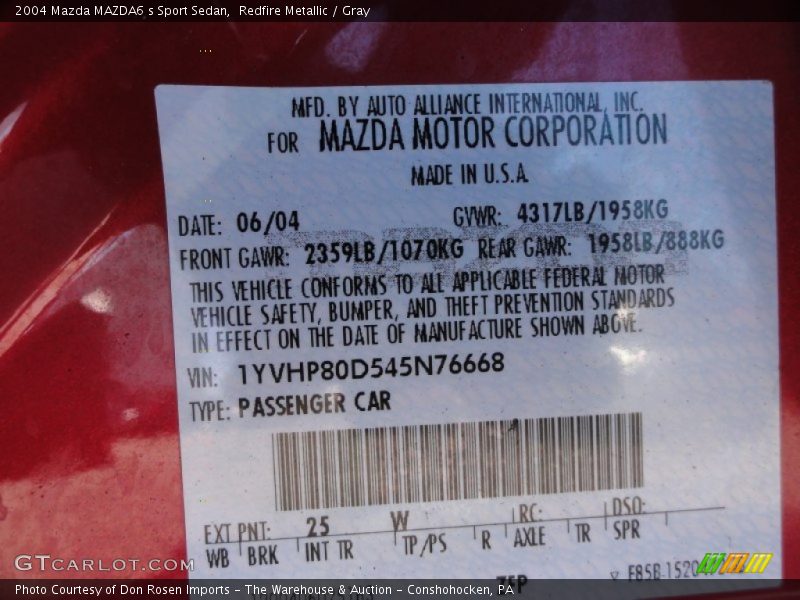 2004 Mazda MAZDA6 s Sport Sedan, Redfire Metallic / Gray
MFD. BY AUTO ALLIANCE INTERNATIONAL, INC.
FOR MAZDA MOTOR CORPORATION
MADE IN U.S.A.
DATE: 06/04 GVWR: 4317LB/1958KG
FRONT GAWR: 2359LB/1070KG REAR GAWR: 1958LB/888KG
THIS VEHICLE CONFORMS TO ALL APPLICABLE FEDERAL MOTOR
VEHICLE SAFETY, BUMPER, AND THEFT PREVENTION STANDARDS
IN EFFECT ON THE DATE OF MANUFACTURE SHOWN ABOVE.
VIN: 1YVHP80D545N76668
TYPE: PASSENGER CAR
EXT PNT: 25 W RC: DSO:
WB BRK INT TR TP/PS R AXLE TR SPR
GTCARLOT.COM
Photo Courtesy of Don Rosen Imports - The Warehouse & Auction - Conshohocken, PA